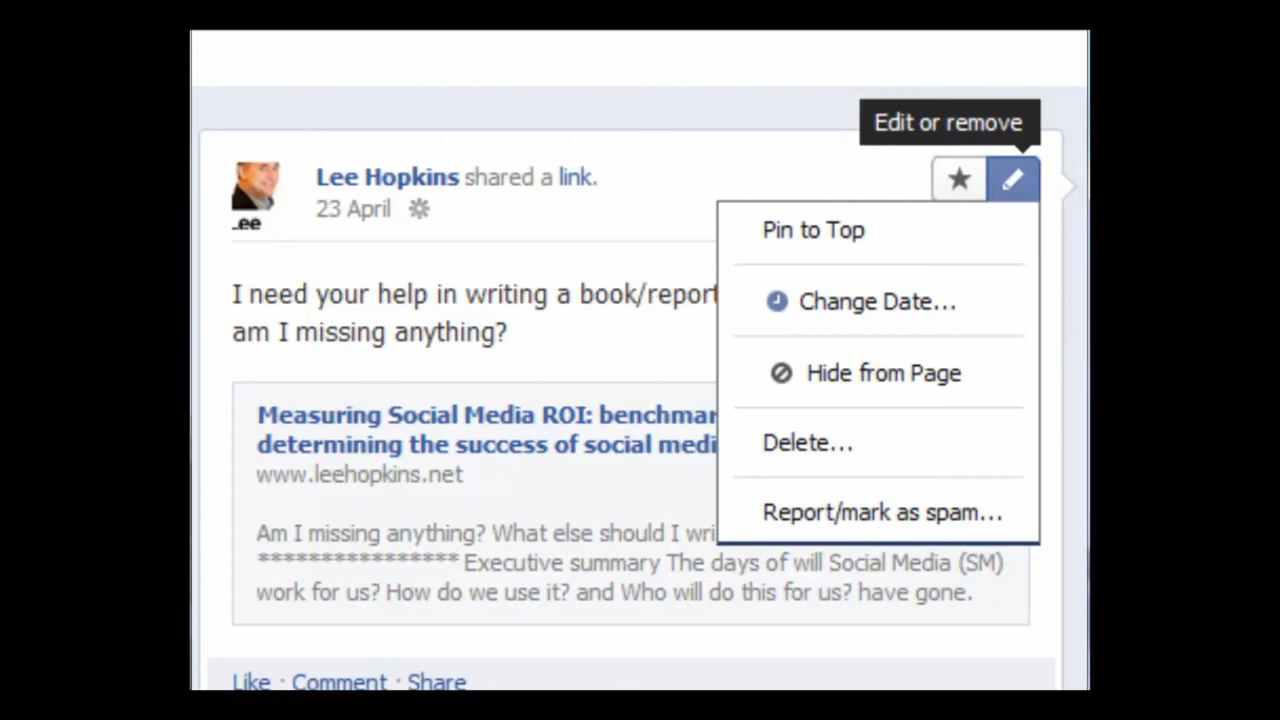 Edit or remove
Lee Hopkins shared a link.
23 April
.ee
Pin to Top
Change Date...
Hide from Page
Delete...
Report/mark as spam...
I need your help in writing a book/report
am I missing anything?
Measuring Social Media ROI: benchmar
determining the success of social medi
www.leehopkins.net
Am I missing anything? What else should I wri
**************** Executive summary The days of will Social Media (SM)
work for us? How do we use it? and Who will do this for us? have gone.
Like · Comment · Share